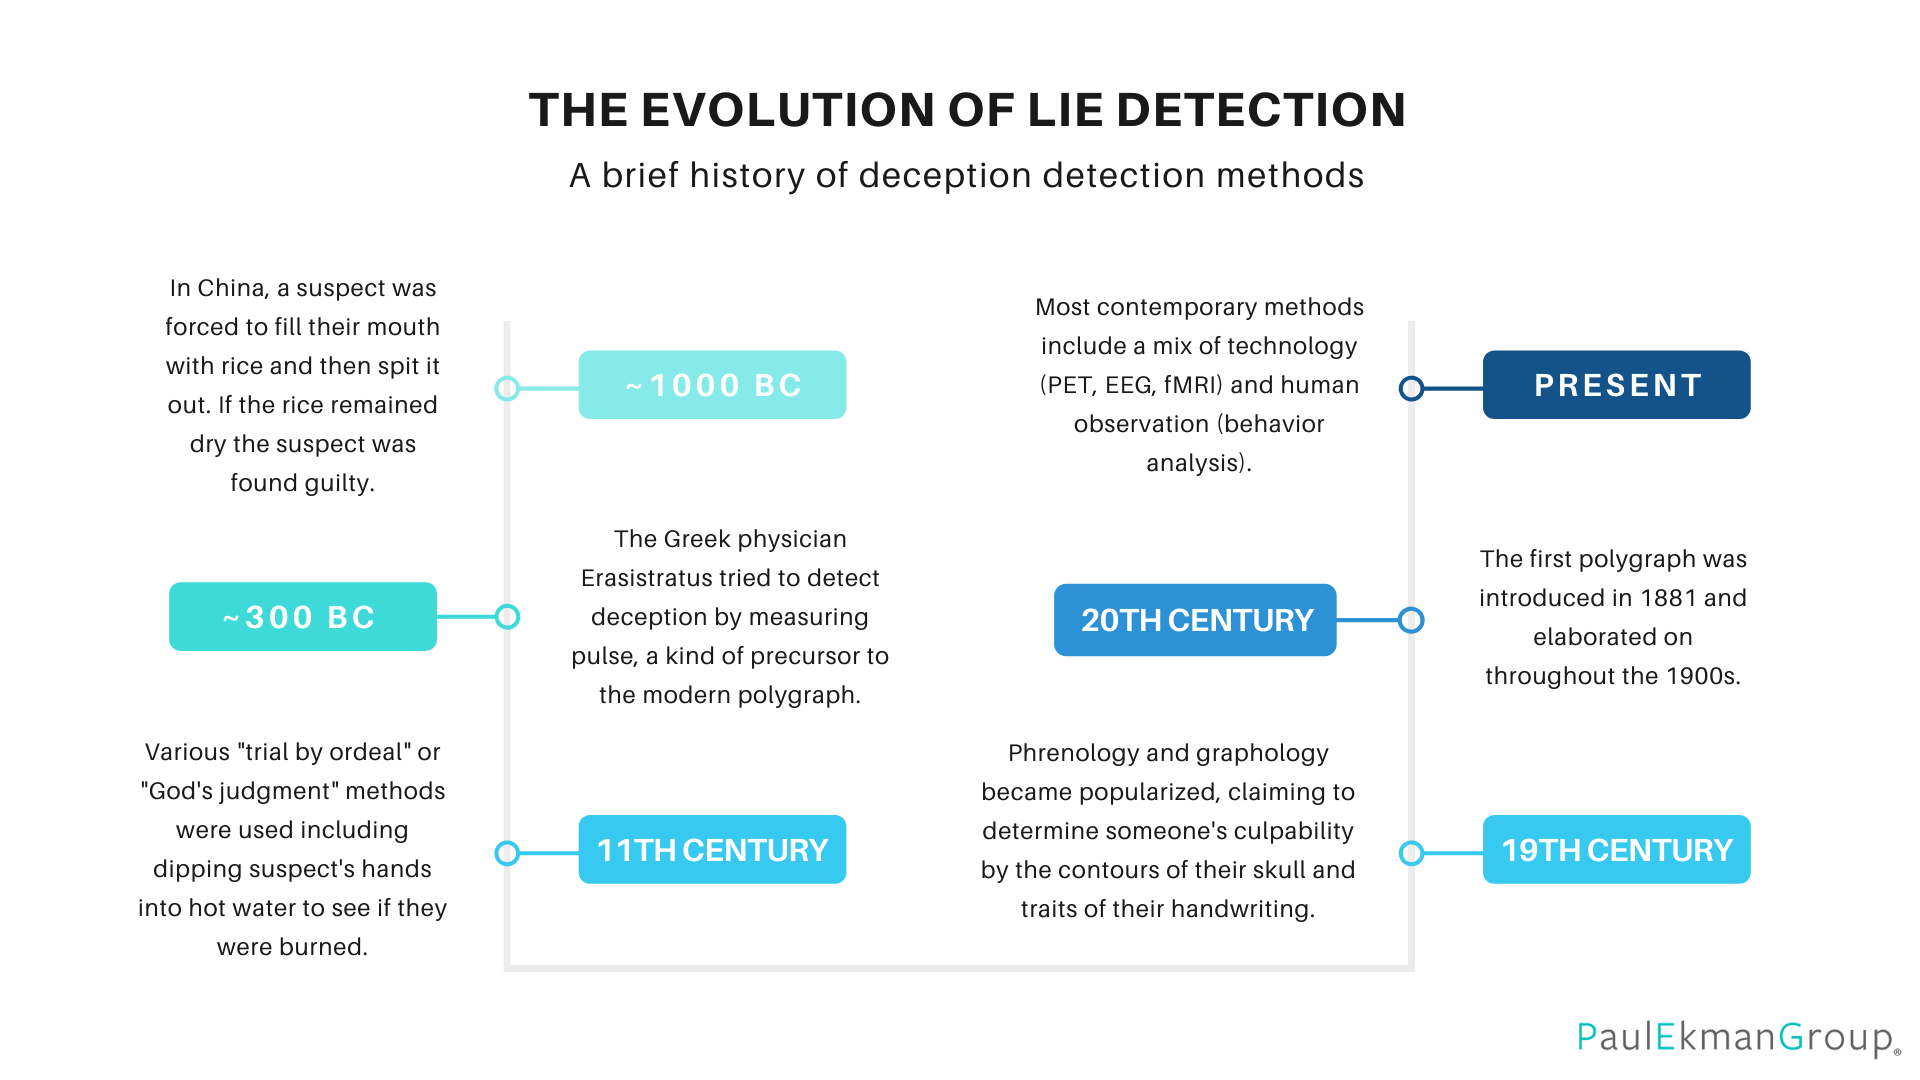 THE EVOLUTION OF LIE DETECTION
A brief history of deception detection methods
In China, a suspect was
forced to fill their mouth
with rice and then spit it
out. If the rice remained
dry the suspect was
found guilty.
~1000 BC
~300 BC
The Greek physician
Erasistratus tried to detect
deception by measuring
pulse, a kind of precursor to
the modern polygraph.
Various "trial by ordeal" or
"God's judgment" methods
were used including
dipping suspect's hands
into hot water to see if they
were burned.
11TH CENTURY
Phrenology and graphology
became popularized, claiming to
determine someone's culpability
by the contours of their skull and
traits of their handwriting.
19TH CENTURY
20TH CENTURY
The first polygraph was
introduced in 1881 and
elaborated on
throughout the 1900s.
Most contemporary methods
include a mix of technology
(PET, EEG, fMRI) and human
observation (behavior
analysis).
PRESENT
PaulEkmanGroup®